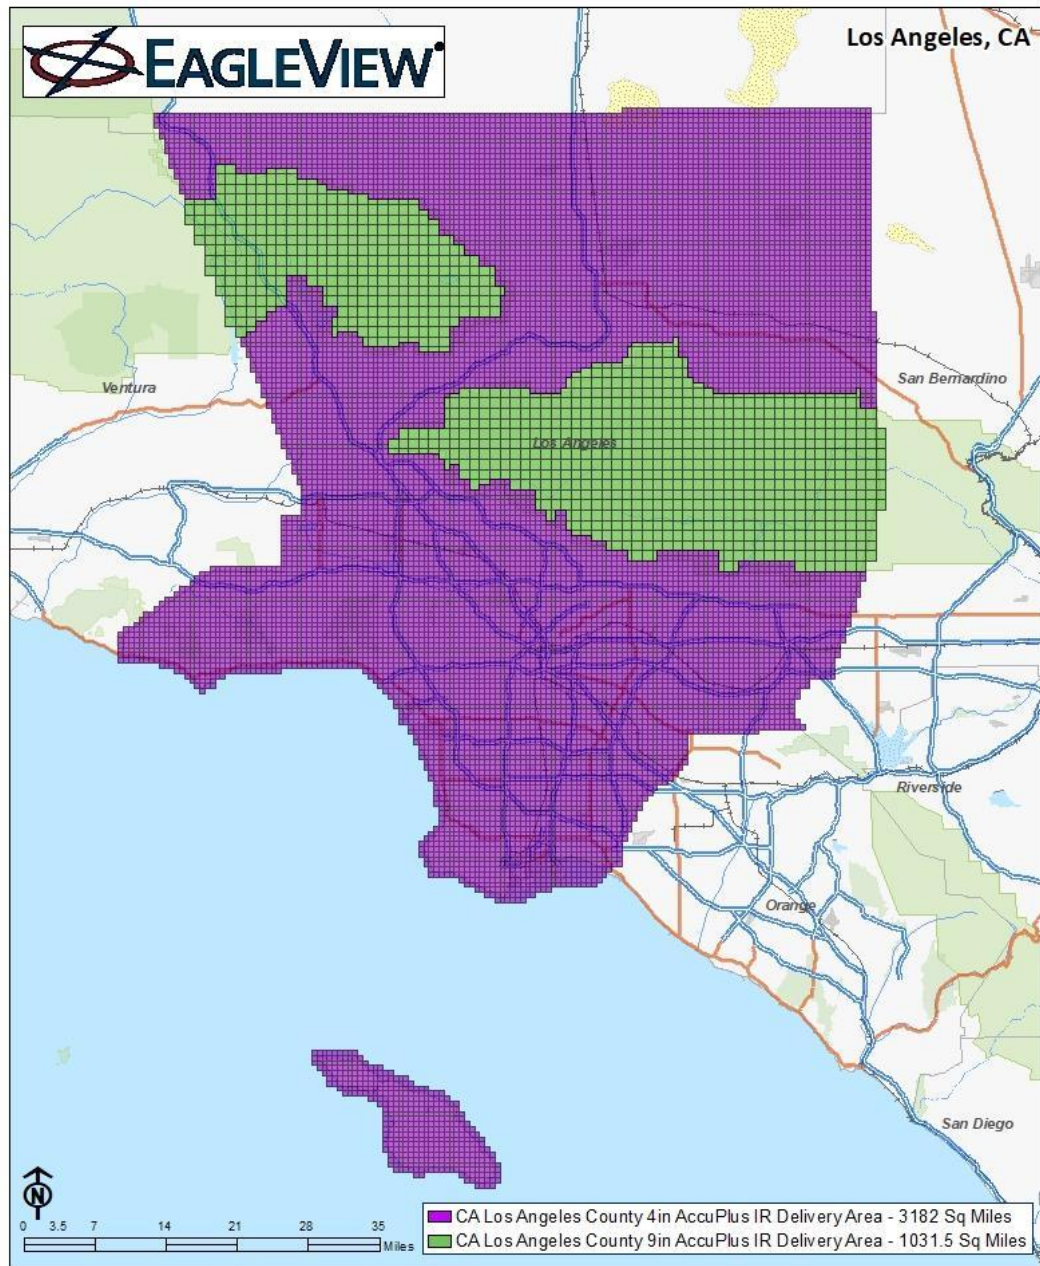 EAGLEVIEW
Los Angeles, CA
Ventura
San Bernardino
Los Angeles
Riverside
Orange
San Diego
N
0 3.5 7 14 21 28 35
Miles
CA Los Angeles County 4in AccuPlus IR Delivery Area - 3182 Sq Miles
CA Los Angeles County 9in AccuPlus IR Delivery Area - 1031.5 Sq Miles